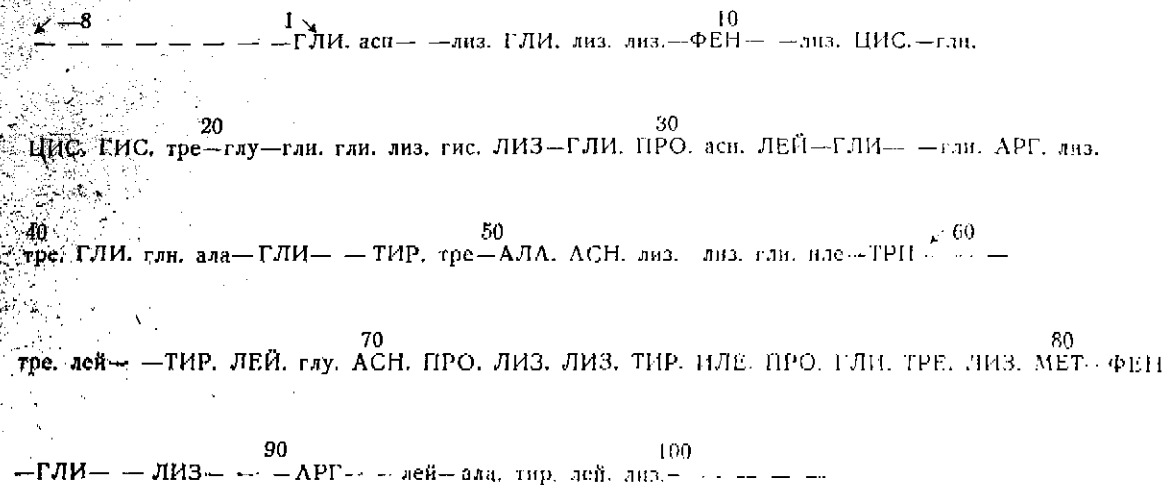 —8 1 10
— — — — — — — —ГЛИ. асп— —лиз. ГЛИ. лиз. лиз.—ФЕН— —лиз. ЦИС.—глн.
20 30
ЦИС. ГИС. тре—глу—гли. гли. лиз. гис. ЛИЗ—ГЛИ. ПРО. асн. ЛЕЙ—ГЛИ— —гли. АРГ. лиз.
40 50 60
тре. ГЛИ. глн. ала—ГЛИ— — ТИР. тре—АЛА. АСН. лиз. лиз. гли. иле—ТРП — — —
70 80
тре. лей— —ТИР. ЛЕЙ. глу. АСН. ПРО. ЛИЗ. ЛИЗ. ТИР. ИЛЕ. ПРО. ГЛИ. ТРЕ. ЛИЗ. МЕТ—ФЕН
90 100
—ГЛИ— — ЛИЗ— — —АРГ— — лей—ала. тир. лей. лиз.— — — — —